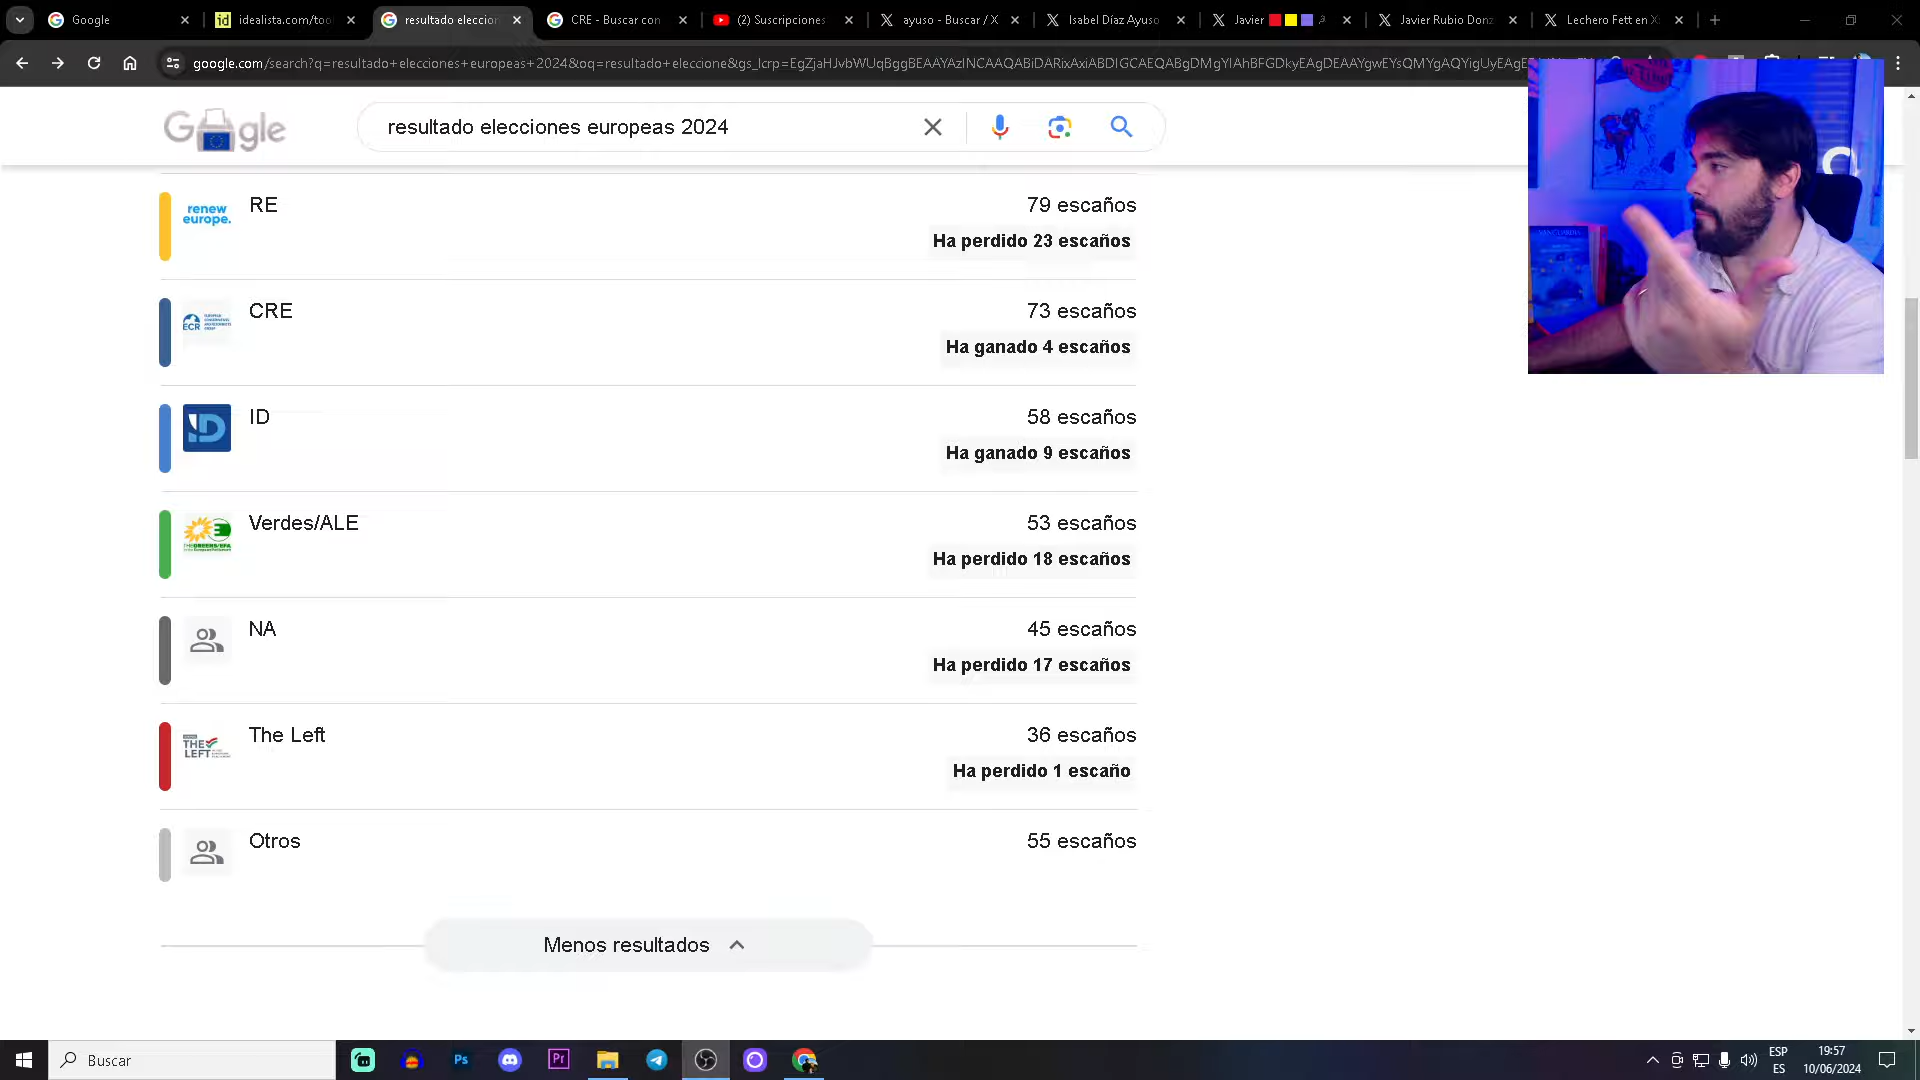 Google
idealista.com/too
resultado eleccion
CRE - Buscar con
(2) Suscripciones
ayuso - Buscar / X
Isabel Díaz Ayuso
Javier
Javier Rubio Donz
Lechero Fett en X
google.com/search?q=resultado+elecciones+europeas+2024&oq=resultado+eleccione
Google
resultado elecciones europeas 2024
renew europe.
RE
79 escaños
Ha perdido 23 escaños
ECR
CRE
73 escaños
Ha ganado 4 escaños
ID
ID
58 escaños
Ha ganado 9 escaños
Verdes/ALE
53 escaños
Ha perdido 18 escaños
NA
45 escaños
Ha perdido 17 escaños
THE LEFT
The Left
36 escaños
Ha perdido 1 escaño
Otros
55 escaños
Menos resultados
Buscar
Ps
Pr
ESP
ES
19:57
10/06/2024